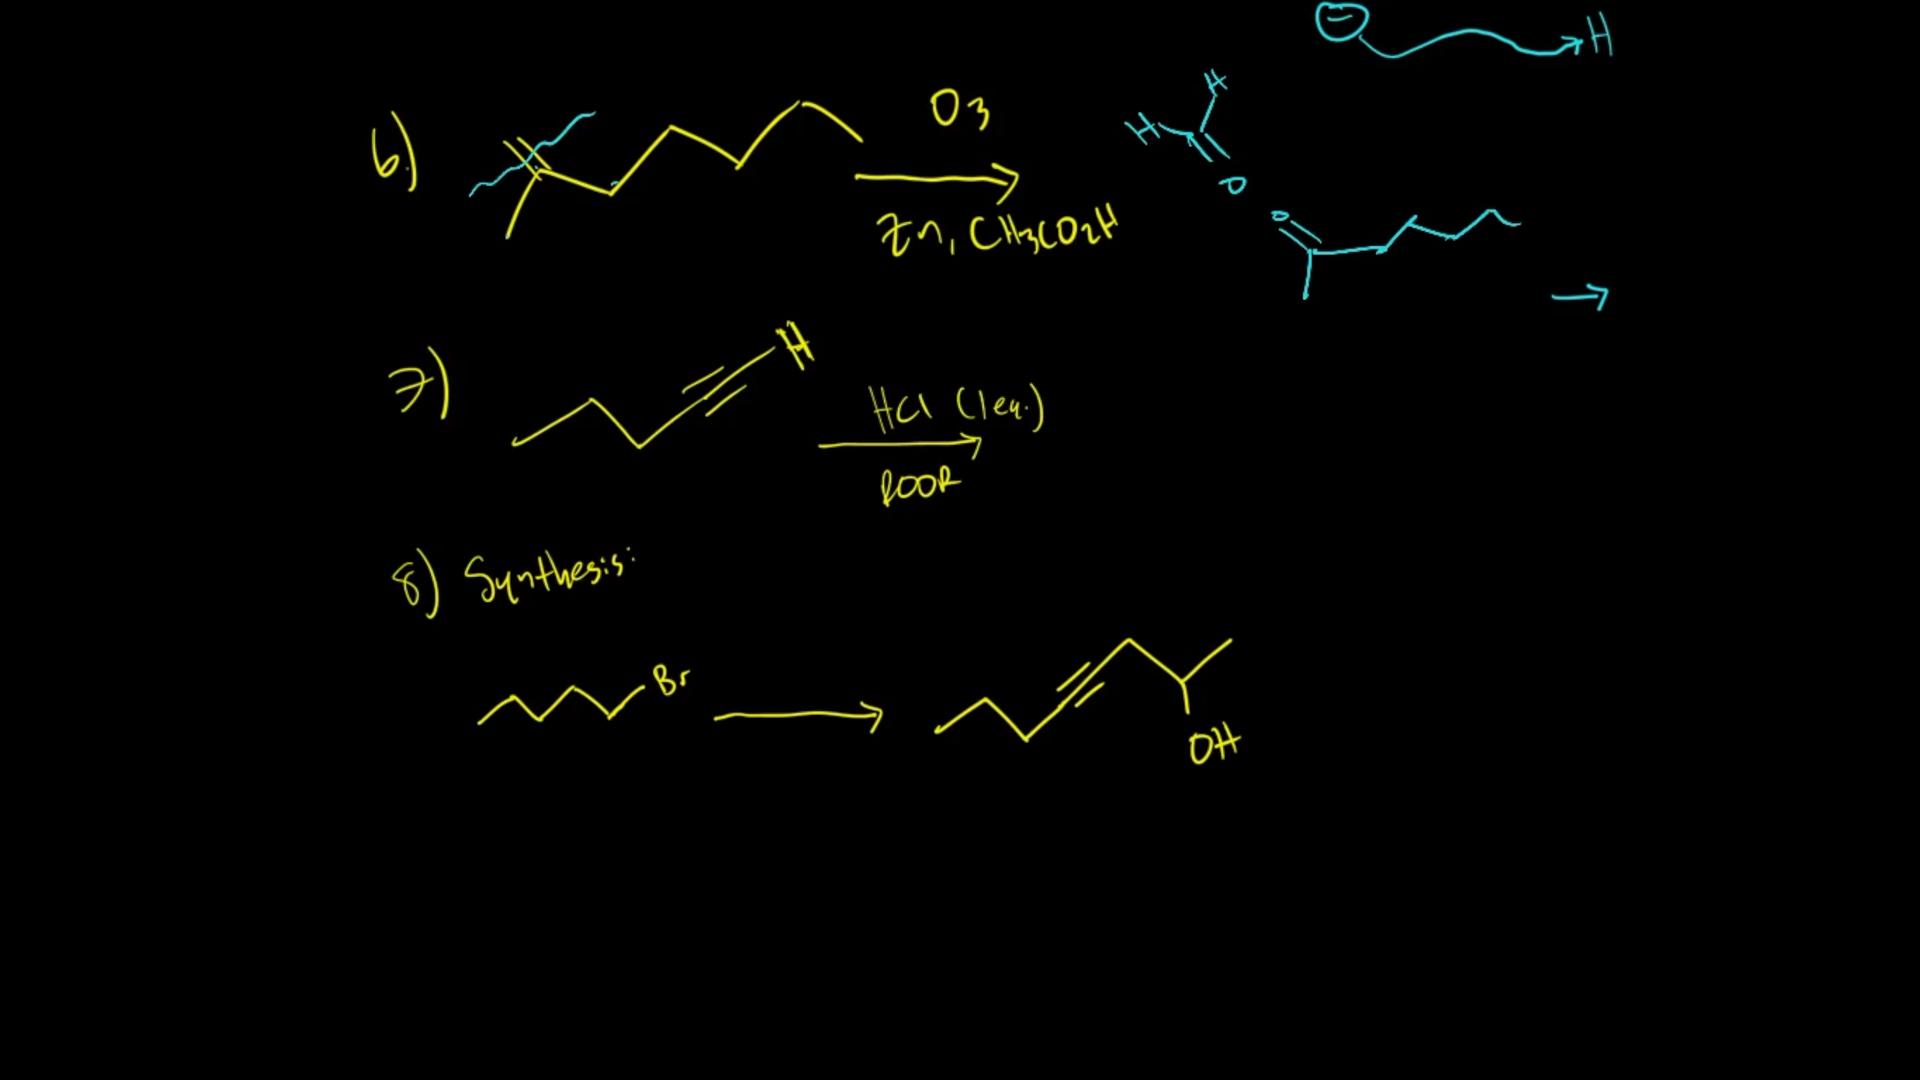 ⊖ H
H
6) O3
H
O
Zn, CH3CO2H
O
H
7)
HCl (1eq.)
ROOR
8) Synthesis:
Br
OH